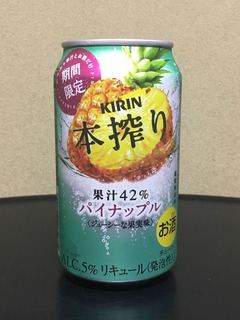 期間
限定
KIRIN
本搾り
果汁42%
パイナップル
〈ジューシーな果実味〉
お酒
ALC.5% リキュール(発泡性)